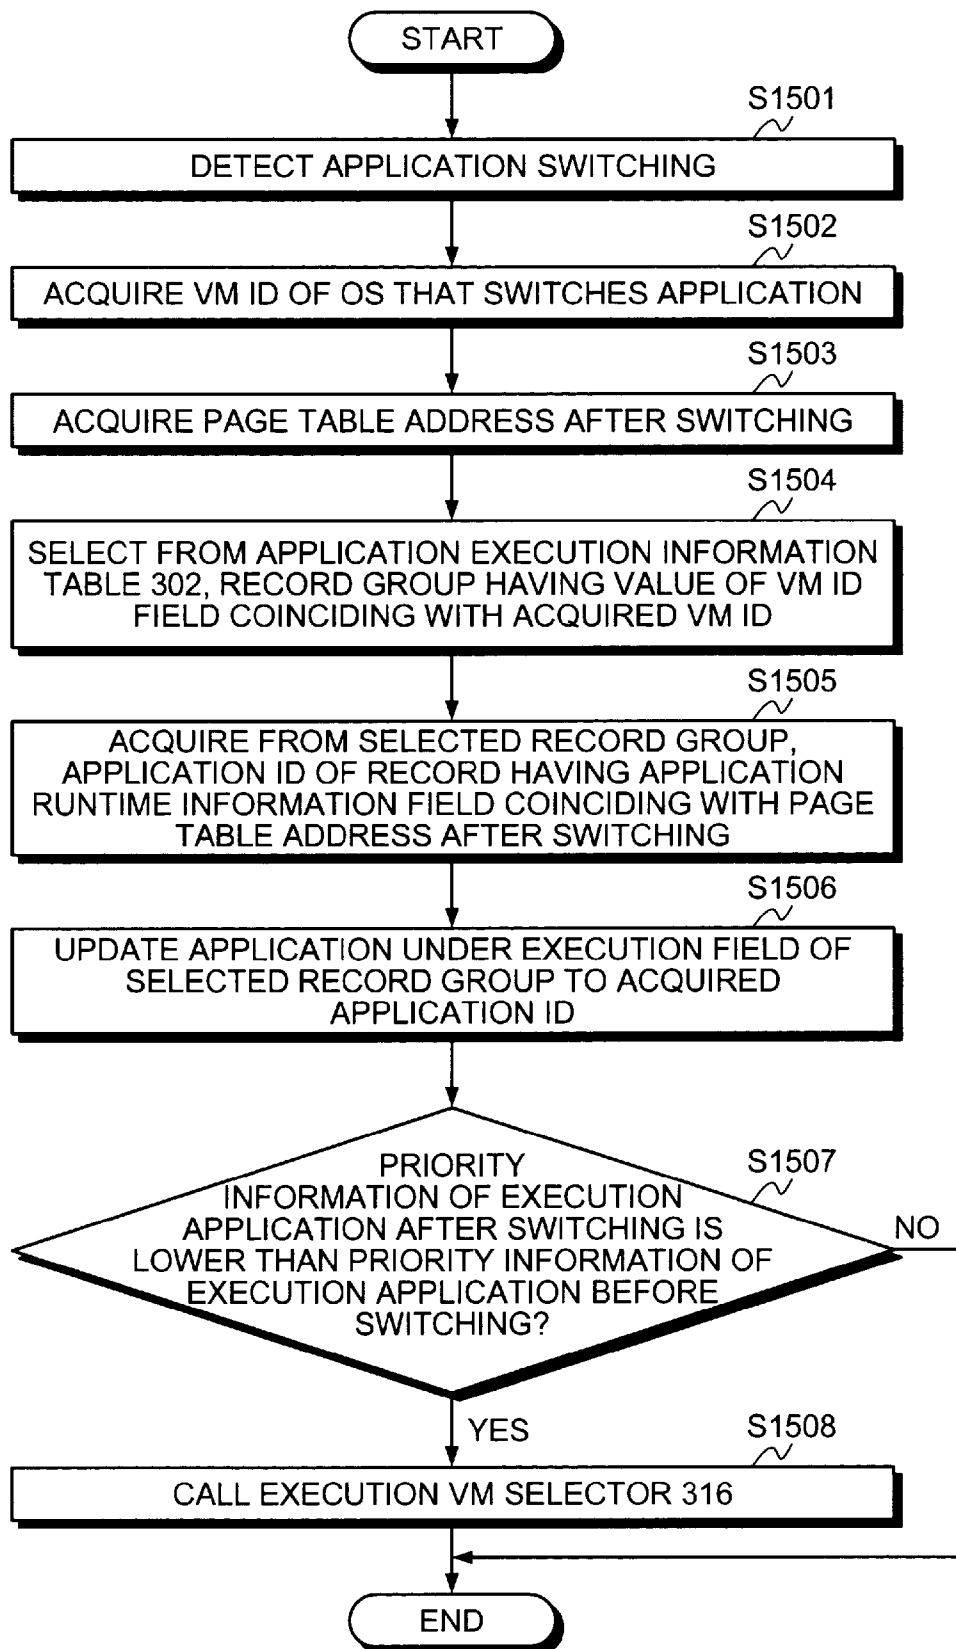 START
S1501
DETECT APPLICATION SWITCHING
S1502
ACQUIRE VM ID OF OS THAT SWITCHES APPLICATION
S1503
ACQUIRE PAGE TABLE ADDRESS AFTER SWITCHING
S1504
SELECT FROM APPLICATION EXECUTION INFORMATION
TABLE 302, RECORD GROUP HAVING VALUE OF VM ID
FIELD COINCIDING WITH ACQUIRED VM ID
S1505
ACQUIRE FROM SELECTED RECORD GROUP,
APPLICATION ID OF RECORD HAVING APPLICATION
RUNTIME INFORMATION FIELD COINCIDING WITH PAGE
TABLE ADDRESS AFTER SWITCHING
S1506
UPDATE APPLICATION UNDER EXECUTION FIELD OF
SELECTED RECORD GROUP TO ACQUIRED
APPLICATION ID
S1507
PRIORITY
INFORMATION OF EXECUTION
APPLICATION AFTER SWITCHING IS
LOWER THAN PRIORITY INFORMATION OF
EXECUTION APPLICATION BEFORE
SWITCHING?
NO
YES
S1508
CALL EXECUTION VM SELECTOR 316
END